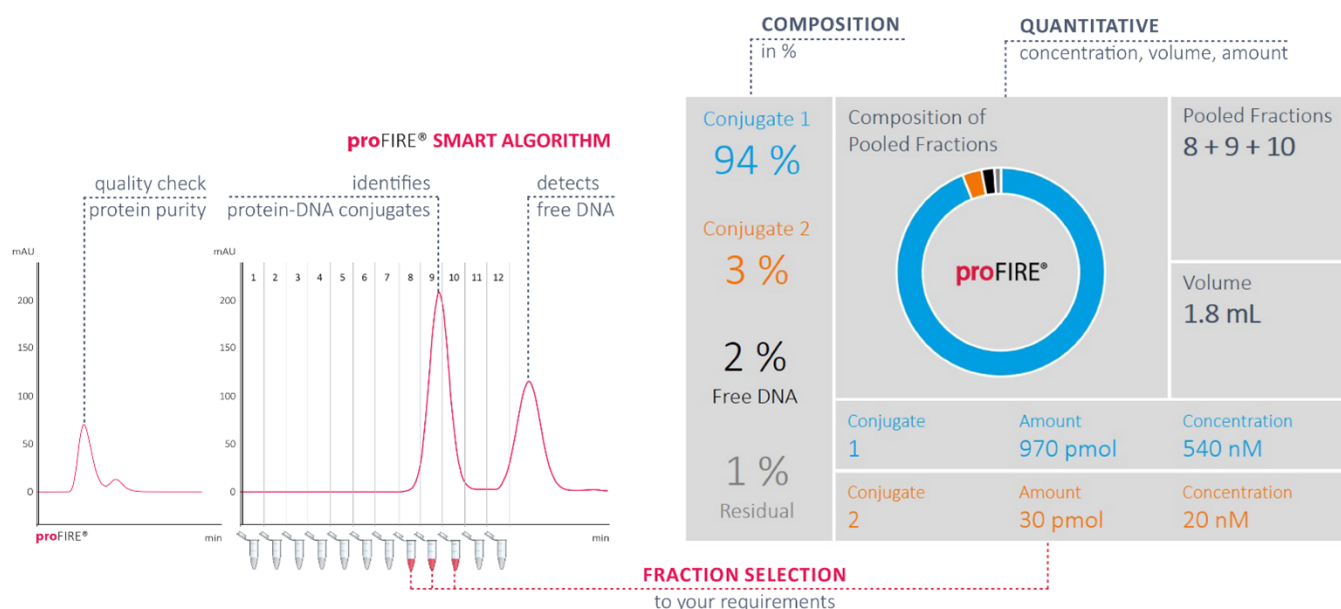 COMPOSITION
in %
QUANTITATIVE
concentration, volume, amount
proFIRE® SMART ALGORITHM
quality check
protein purity
identifies
protein-DNA conjugates
detects
free DNA
mAU
200
150
100
50
0
proFIRE®
min
mAU
1 2 3 4 5 6 7 8 9 10 11 12
200
150
100
50
0
min
Conjugate 1
94 %
Conjugate 2
3 %
2 %
Free DNA
1 %
Residual
Composition of
Pooled Fractions
proFIRE®
Pooled Fractions
8 + 9 + 10
Volume
1.8 mL
Conjugate Amount Concentration
1 970 pmol 540 nM
Conjugate Amount Concentration
2 30 pmol 20 nM
FRACTION SELECTION
to your requirements